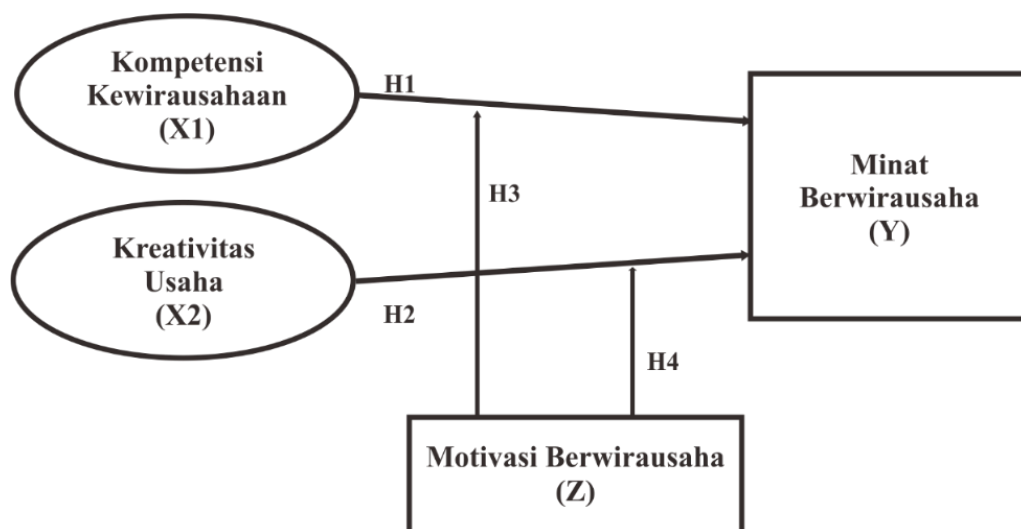 Kompetensi
Kewirausahaan
(X1)
H1
H3
Minat
Berwirausaha
(Y)
Kreativitas
Usaha
(X2)
H2
H4
Motivasi Berwirausaha
(Z)